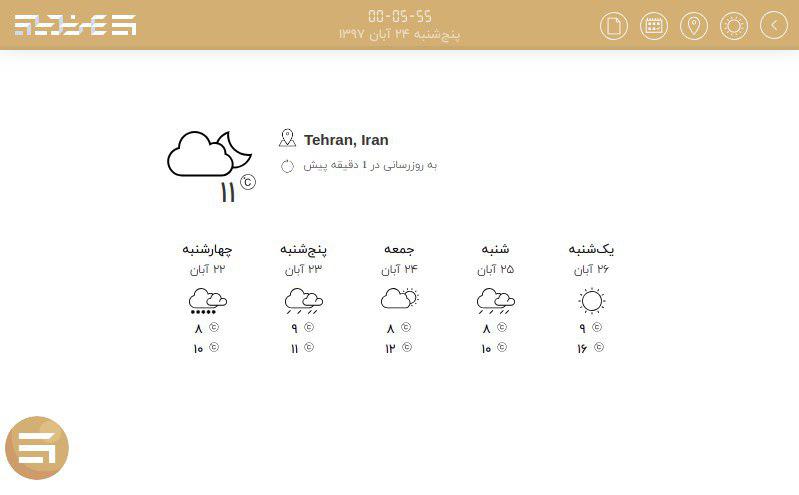 00-05-55
پنج‌شنبه ۲۴ آبان ۱۳۹۷
Tehran, Iran
به روزرسانی در 1 دقیقه پیش
۱۱ °C
یک‌شنبه شنبه جمعه پنج‌شنبه چهارشنبه
۲۶ آبان ۲۵ آبان ۲۴ آبان ۲۳ آبان ۲۲ آبان
۹ °C ۸ °C ۸ °C ۹ °C ۸ °C
۱۶ °C ۱۰ °C ۱۲ °C ۱۱ °C ۱۰ °C